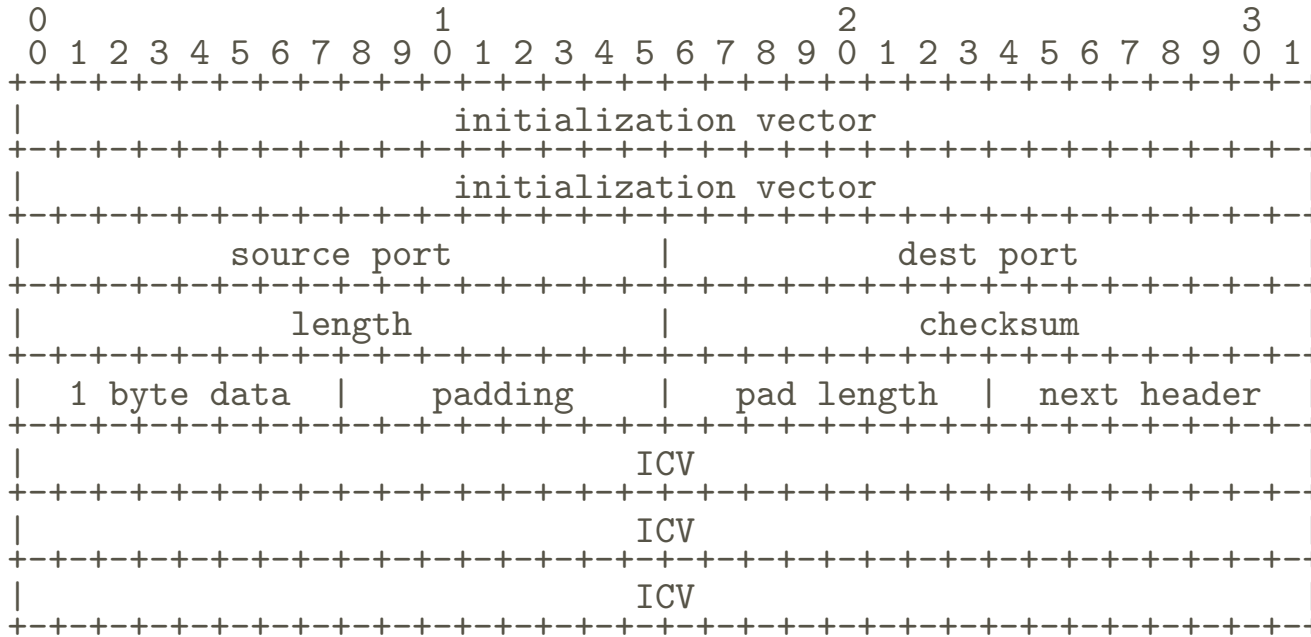 0                   1                   2                   3
 0 1 2 3 4 5 6 7 8 9 0 1 2 3 4 5 6 7 8 9 0 1 2 3 4 5 6 7 8 9 0 1
+-+-+-+-+-+-+-+-+-+-+-+-+-+-+-+-+-+-+-+-+-+-+-+-+-+-+-+-+-+-+-+-
|                     initialization vector                     |
+-+-+-+-+-+-+-+-+-+-+-+-+-+-+-+-+-+-+-+-+-+-+-+-+-+-+-+-+-+-+-+-
|                     initialization vector                     |
+-+-+-+-+-+-+-+-+-+-+-+-+-+-+-+-+-+-+-+-+-+-+-+-+-+-+-+-+-+-+-+-
|          source port          |           dest port           |
+-+-+-+-+-+-+-+-+-+-+-+-+-+-+-+-+-+-+-+-+-+-+-+-+-+-+-+-+-+-+-+-
|             length            |            checksum           |
+-+-+-+-+-+-+-+-+-+-+-+-+-+-+-+-+-+-+-+-+-+-+-+-+-+-+-+-+-+-+-+-
|  1 byte data  |    padding    |   pad length  |  next header  |
+-+-+-+-+-+-+-+-+-+-+-+-+-+-+-+-+-+-+-+-+-+-+-+-+-+-+-+-+-+-+-+-
|                              ICV                              |
+-+-+-+-+-+-+-+-+-+-+-+-+-+-+-+-+-+-+-+-+-+-+-+-+-+-+-+-+-+-+-+-
|                              ICV                              |
+-+-+-+-+-+-+-+-+-+-+-+-+-+-+-+-+-+-+-+-+-+-+-+-+-+-+-+-+-+-+-+-
|                              ICV                              |
+-+-+-+-+-+-+-+-+-+-+-+-+-+-+-+-+-+-+-+-+-+-+-+-+-+-+-+-+-+-+-+-